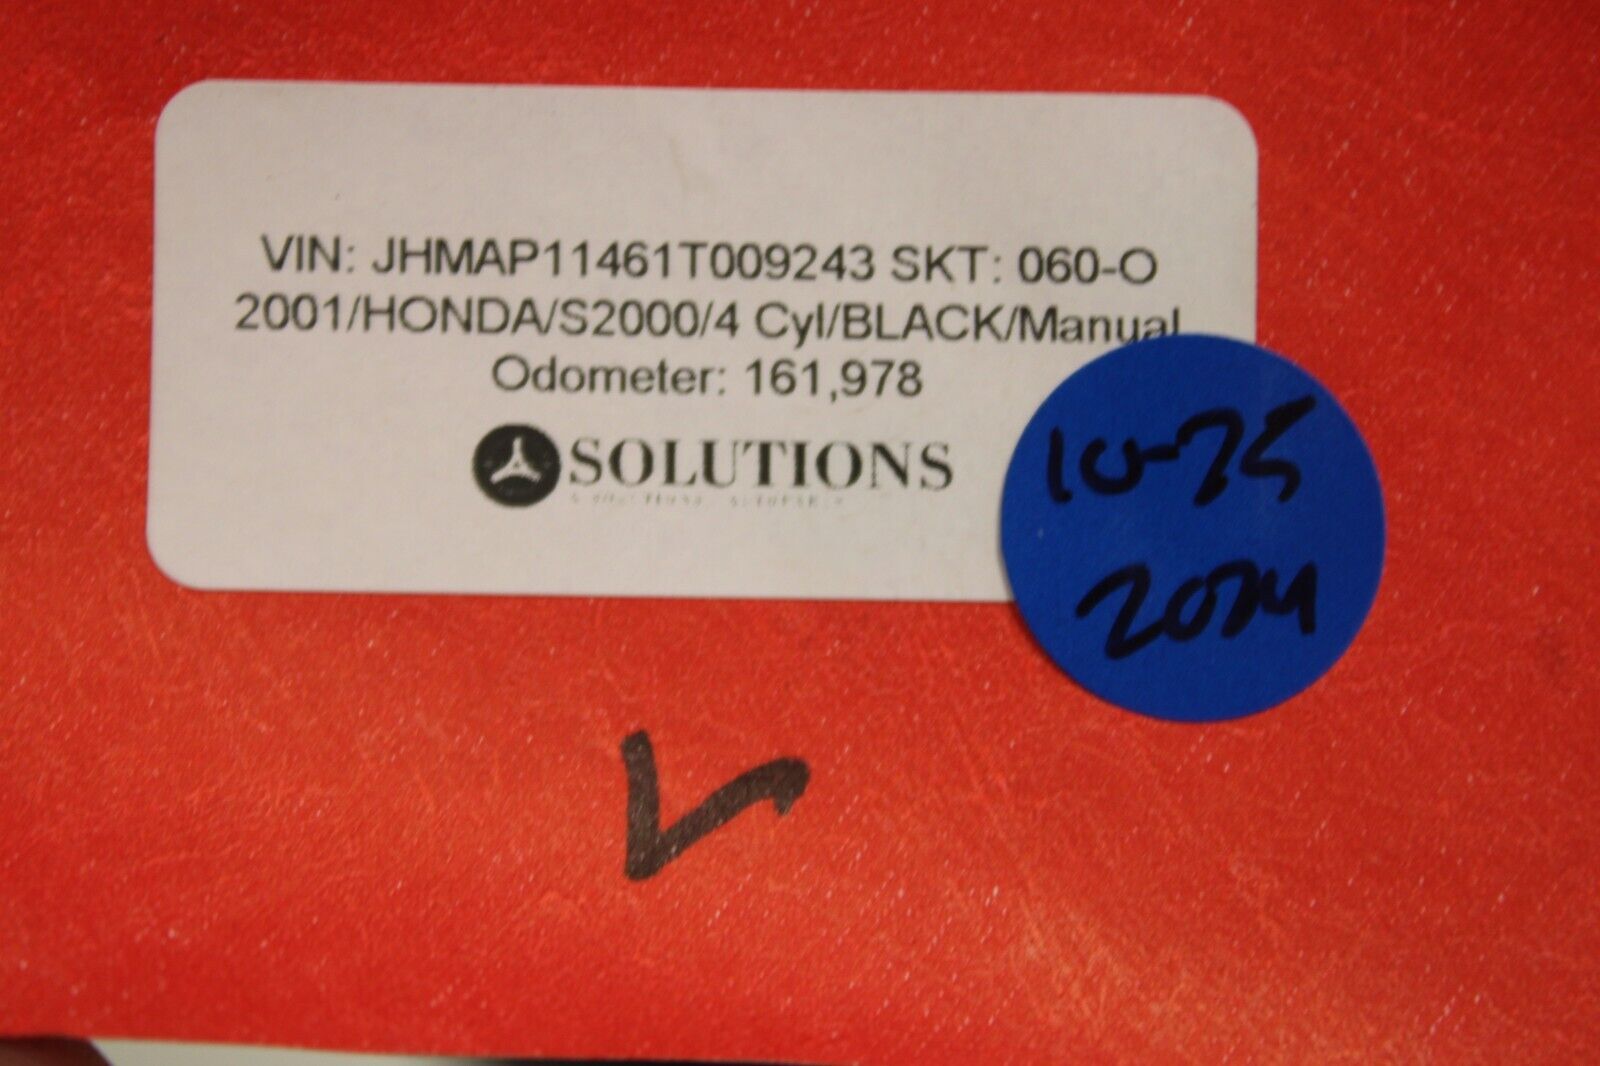 VIN: JHMAP11461T009243 SKT: 060-O
2001/HONDA/S2000/4 Cyl/BLACK/Manual
Odometer: 161,978
SOLUTIONS
10-25
2024